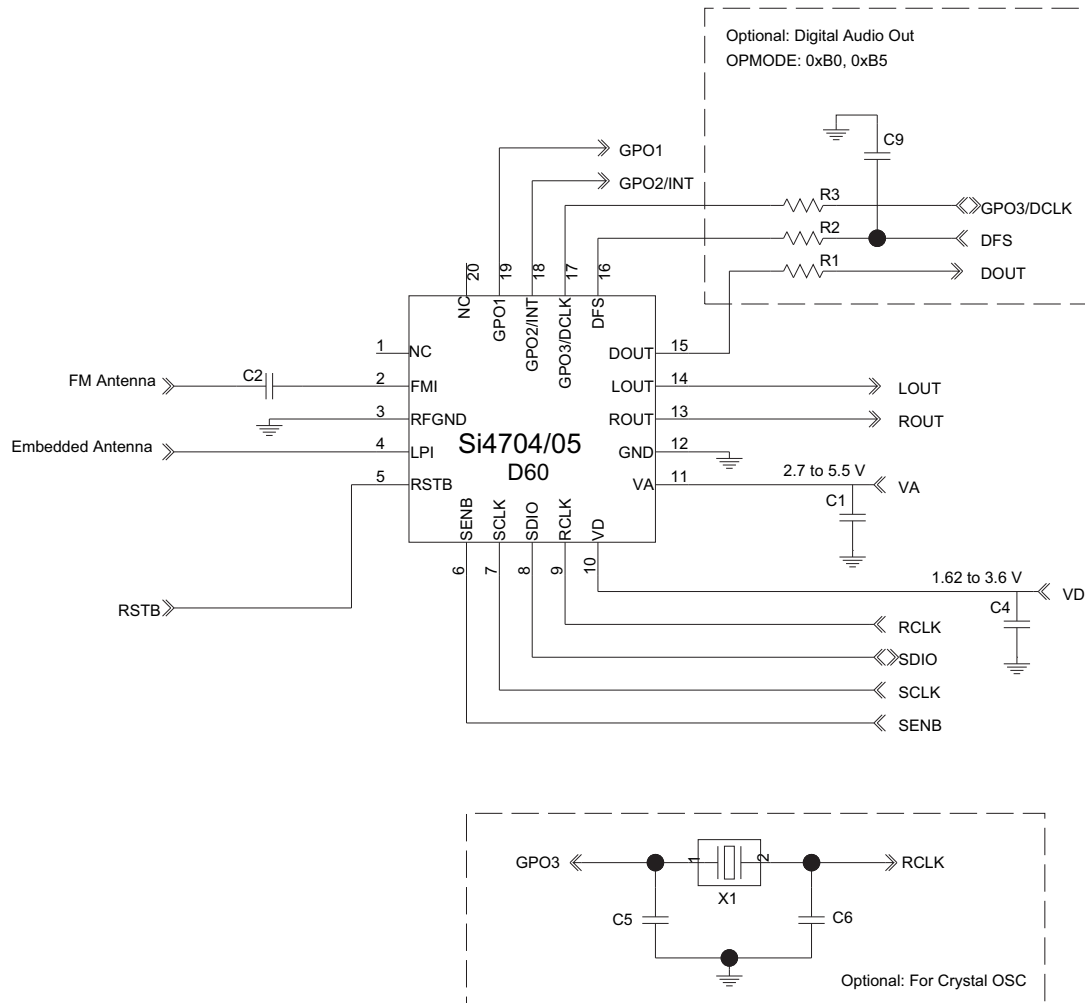 Optional: Digital Audio Out
OPMODE: 0xB0, 0xB5
C9
GPO1
GPO2/INT
R3
GPO3/DCLK
R2
DFS
R1
DOUT
20
19
18
17
16
NC
GPO1
GPO2/INT
GPO3/DCLK
DFS
1
NC
DOUT
15
FM Antenna
C2
2
FMI
LOUT
14
LOUT
3
RFGND
ROUT
13
ROUT
Embedded Antenna
4
LPI
Si4704/05
D60
GND
12
5
RSTB
VA
11
2.7 to 5.5 V
VA
C1
SENB
SCLK
SDIO
RCLK
VD
6
7
8
9
10
1.62 to 3.6 V
VD
C4
RSTB
RCLK
SDIO
SCLK
SENB
GPO3
1
2
RCLK
X1
C5
C6
Optional: For Crystal OSC